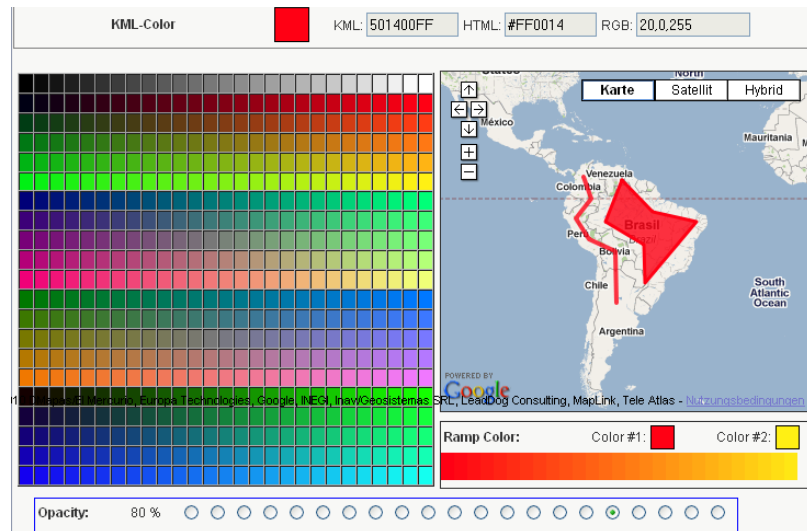 KML-Color KML: 501400FF HTML: #FF0014 RGB: 20,0,255
North
Karte Satellit Hybrid
México
Mauritania
Venezuela
Colombia
Brasil
Brazil
Perú
Bolivia
Chile
South Atlantic Ocean
Argentina
POWERED BY
Google
Mercurio, Europa Technologies, Google, INEGI, Inav/Geosistemas SRL, LeadDog Consulting, MapLink, Tele Atlas - Nutzungsbedingungen
Ramp Color: Color #1: Color #2:
Opacity: 80 %